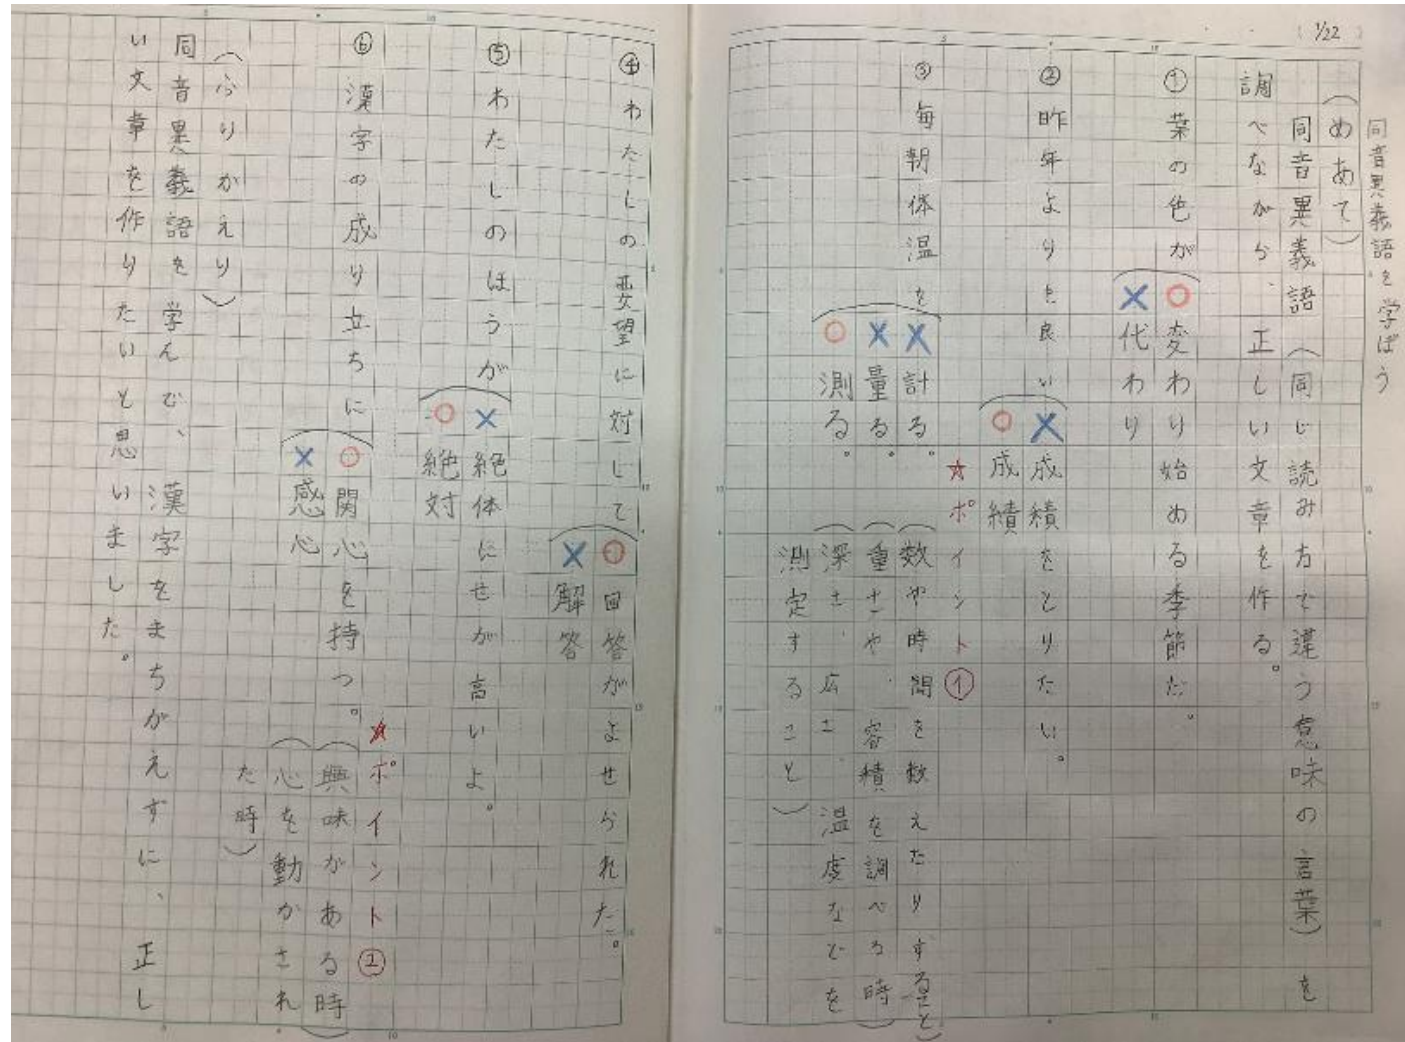 1/22
同音異義語を学ぼう
（めあて）
同音異義語（同じ読み方で違う意味の言葉）を
調べながら、正しい文章を作る。
① 葉の色が
○変わり始める季節だ。
×代わり
② 昨年よりも良い
×成積をとりたい。
○成績
③ 毎朝体温を
×計る。
×量る。
○測る。
☆ポイント①
（数や時間を数えたりすること）
（重さや、容積を調べる時）
（深さ、広さ、温度などを
測定すること）
④ わたしの要望に対して
○回答がよせられた。
×解答
⑤ わたしのほうが
×絶体にせが高いよ。
○絶対
⑥ 漢字の成り立ちに
○関心を持つ。
×感心
☆ポイント②
（興味がある時）
（心を動かされ
た時）
（ふりかえり）
同音異義語を学んで、漢字をまちがえずに、正し
い文章を作りたいと思いました。